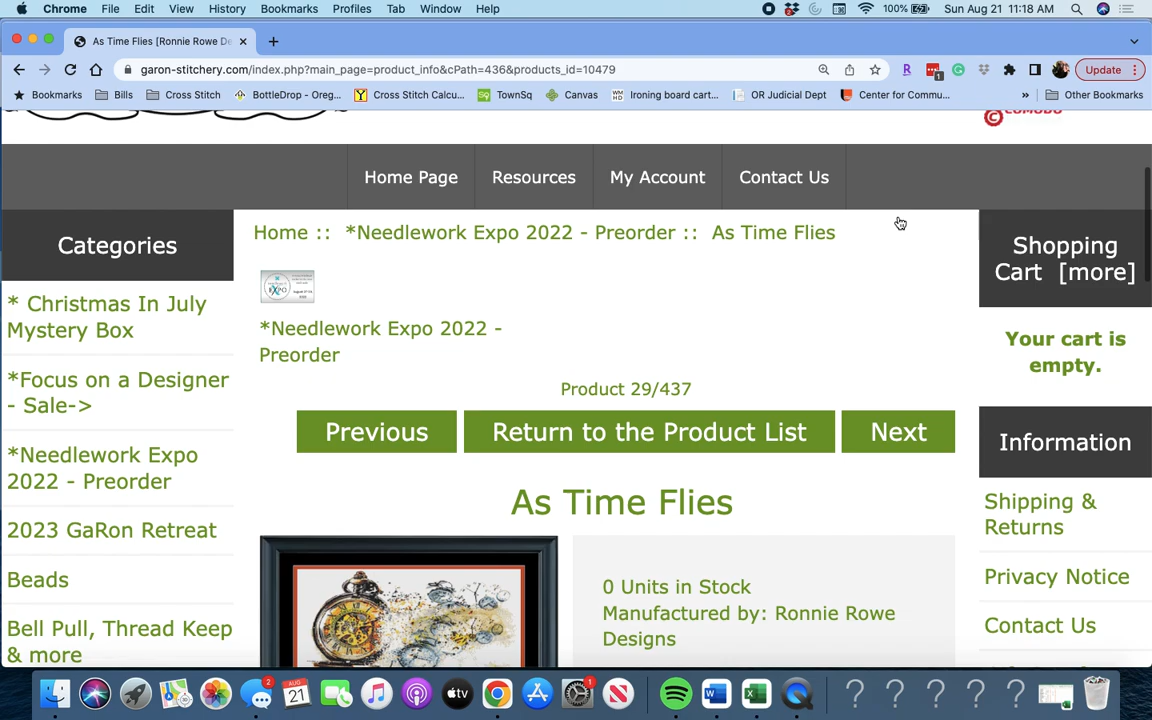 Chrome File Edit View History Bookmarks Profiles Tab Window Help 100% Sun Aug 21 11:18 AM
As Time Flies [Ronnie Rowe De
garon-stitchery.com/index.php?main_page=product_info&cPath=436&products_id=10479 R 1 Update
Bookmarks Bills Cross Stitch BottleDrop - Oreg... Cross Stitch Calcu... TownSq Canvas Ironing board cart... OR Judicial Dept Center for Commu... » Other Bookmarks
Home Page Resources My Account Contact Us
Categories
* Christmas In July
Mystery Box
*Focus on a Designer
- Sale->
*Needlework Expo
2022 - Preorder
2023 GaRon Retreat
Beads
Bell Pull, Thread Keep
& more
Home :: *Needlework Expo 2022 - Preorder :: As Time Flies
EXPO
*Needlework Expo 2022 -
Preorder
Product 29/437
Previous Return to the Product List Next
As Time Flies
0 Units in Stock
Manufactured by: Ronnie Rowe
Designs
Shopping
Cart [more]
Your cart is
empty.
Information
Shipping &
Returns
Privacy Notice
Contact Us
2
AUG
21
tv
1
W
X
? ? ? ? ?